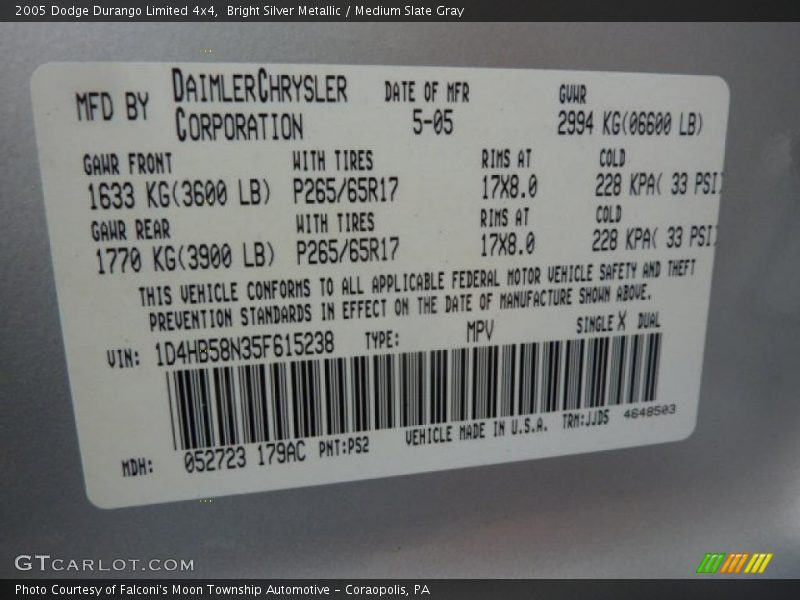 2005 Dodge Durango Limited 4x4,  Bright Silver Metallic / Medium Slate Gray
MFD BY DAIMLERCHRYSLER CORPORATION DATE OF MFR 5-05 GVWR 2994 KG(06600 LB)
GAWR FRONT WITH TIRES RIMS AT COLD
1633 KG(3600 LB) P265/65R17 17X8.0 228 KPA( 33 PSI)
GAWR REAR WITH TIRES RIMS AT COLD
1770 KG(3900 LB) P265/65R17 17X8.0 228 KPA( 33 PSI)
THIS VEHICLE CONFORMS TO ALL APPLICABLE FEDERAL MOTOR VEHICLE SAFETY AND THEFT
PREVENTION STANDARDS IN EFFECT ON THE DATE OF MANUFACTURE SHOWN ABOVE.
VIN: 1D4HB58N35F615238 TYPE: MPV SINGLE X DUAL
MDH: 052723 179AC PNT:PS2 VEHICLE MADE IN U.S.A. TRM:JJD5 4648503
GTCARLOT.COM
Photo Courtesy of Falconi's Moon Township Automotive - Coraopolis, PA